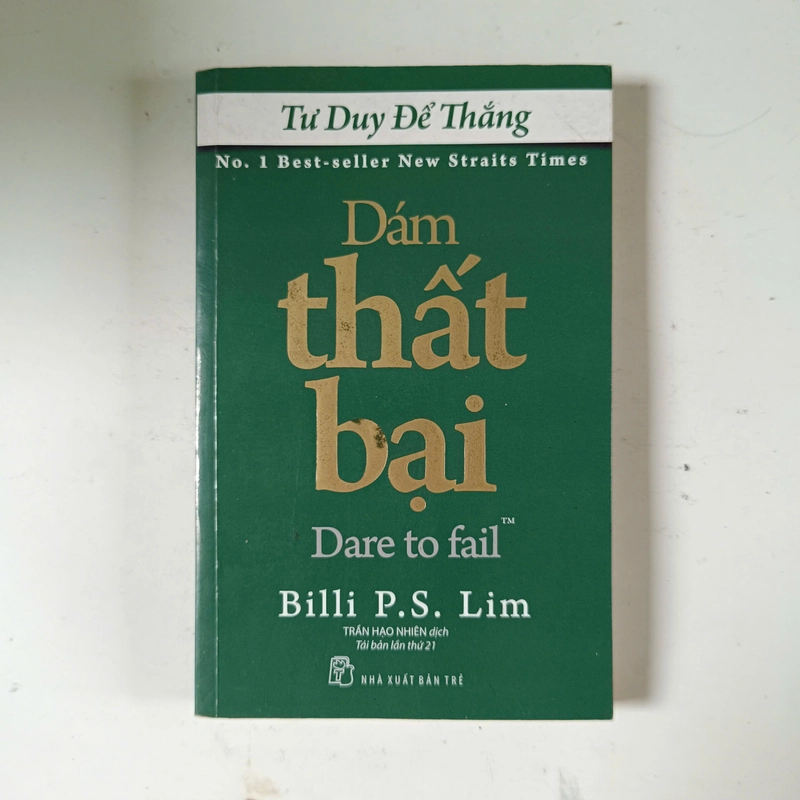 Tư Duy Để Thắng
No. 1 Best-seller New Straits Times
Dám
thất
bại
Dare to fail™
Billi P.S. Lim
TRẦN HẠO NHIÊN dịch
Tái bản lần thứ 21
NHÀ XUẤT BẢN TRẺ